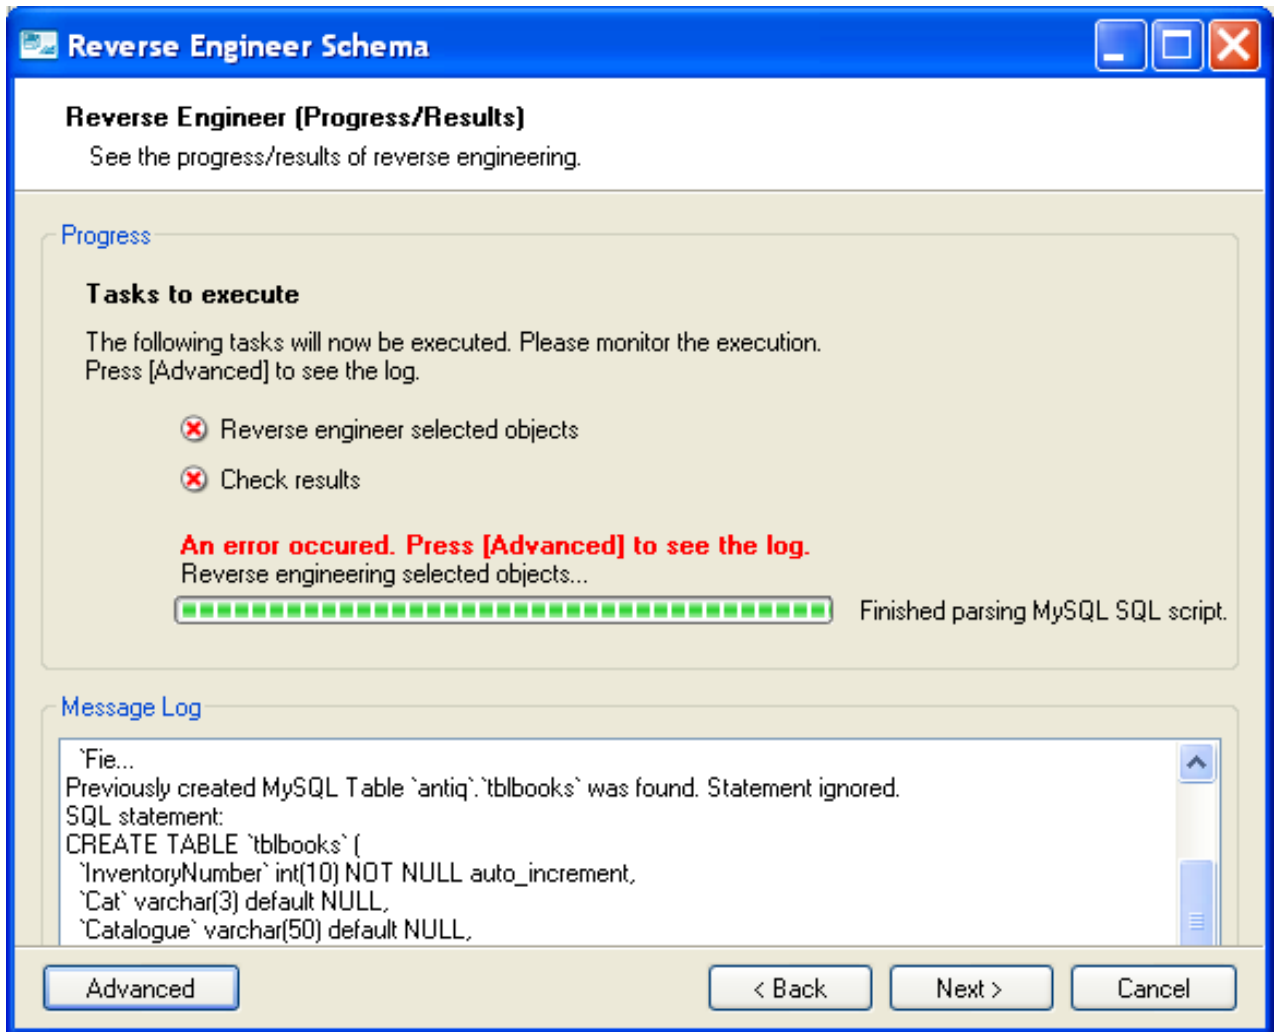 Reverse Engineer Schema
Reverse Engineer (Progress/Results)
See the progress/results of reverse engineering.
Progress
Tasks to execute
The following tasks will now be executed. Please monitor the execution.
Press [Advanced] to see the log.
Reverse engineer selected objects
Check results
An error occured. Press [Advanced] to see the log.
Reverse engineering selected objects...
Finished parsing MySQL SQL script.
Message Log
`Fie...
Previously created MySQL Table `antiq`.`tblbooks` was found. Statement ignored.
SQL statement:
CREATE TABLE `tblbooks` (
`InventoryNumber` int(10) NOT NULL auto_increment,
`Cat` varchar(3) default NULL,
`Catalogue` varchar(50) default NULL,
Advanced
< Back
Next >
Cancel